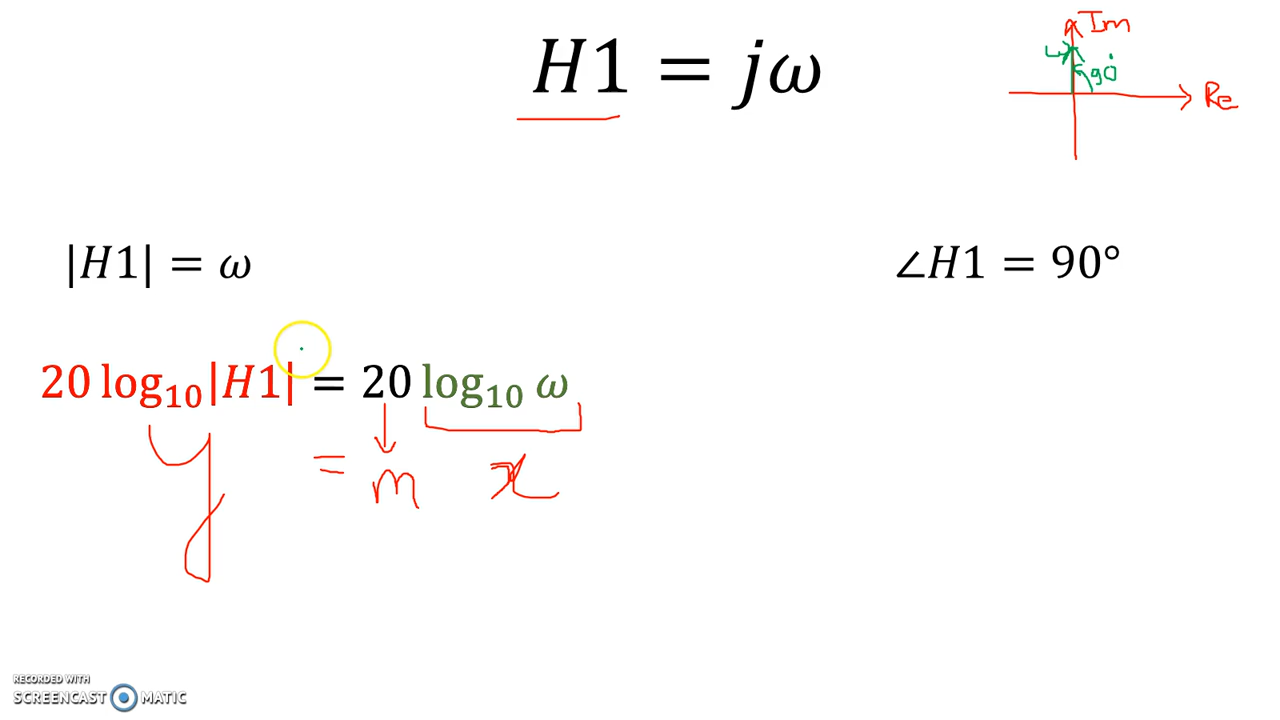 H1 = jω
Im
ω
90°
Re
|H1| = ω
∠H1 = 90°
20 log₁₀|H1| = 20 log₁₀ ω
y = m x
RECORDED WITH
SCREENCAST MATIC